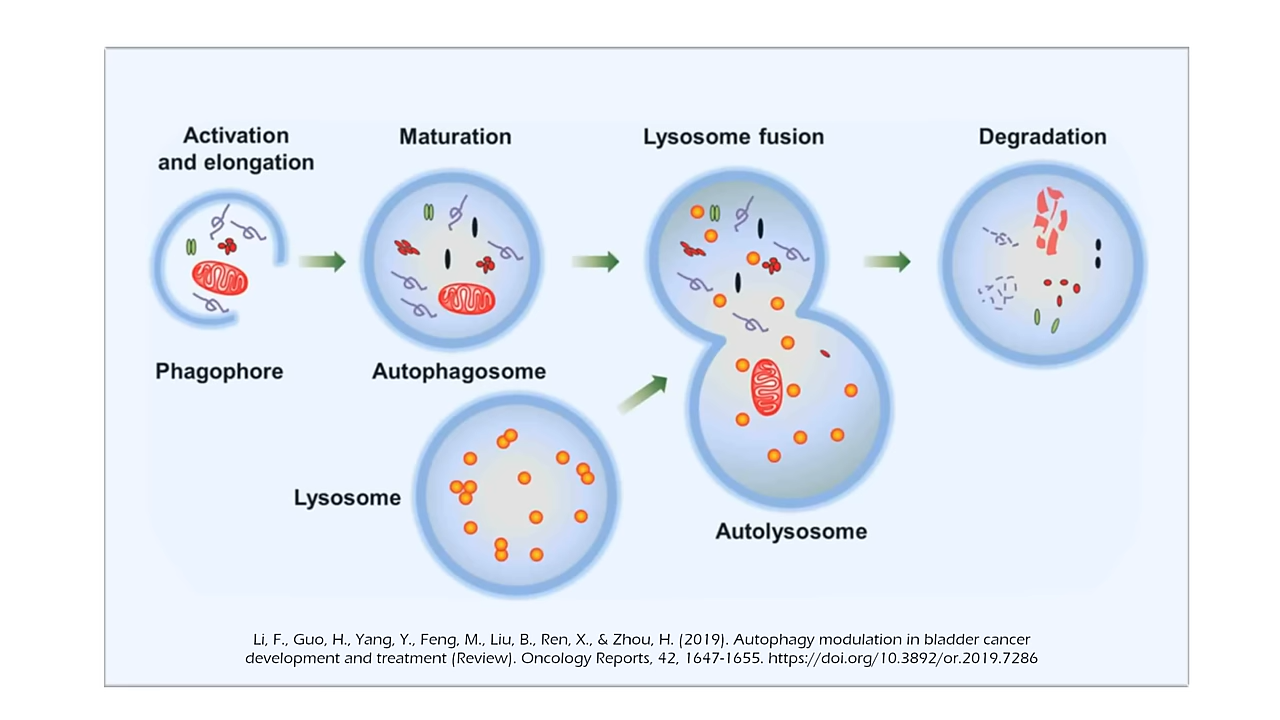 Activation
and elongation
Maturation
Lysosome fusion
Degradation
Phagophore
Autophagosome
Lysosome
Autolysosome
Li, F., Guo, H., Yang, Y., Feng, M., Liu, B., Ren, X., & Zhou, H. (2019). Autophagy modulation in bladder cancer
development and treatment (Review). Oncology Reports, 42, 1647-1655. https://doi.org/10.3892/or.2019.7286